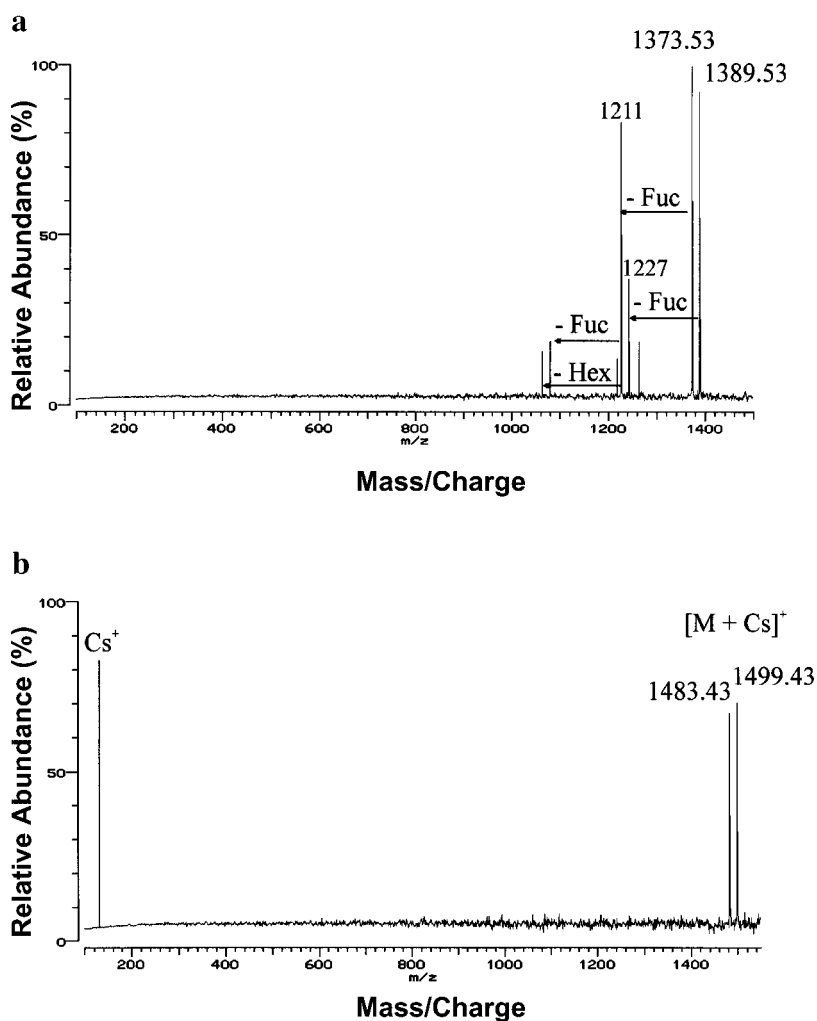 a
1373.53
1389.53
1211
- Fuc
1227
- Fuc
- Fuc
- Hex
Relative Abundance (%)
100
50
0
200 400 600 800 1000 1200 1400
m/z
Mass/Charge
b
[M + Cs]+
Cs+
1483.43
1499.43
Relative Abundance (%)
100
50
0
200 400 600 800 1000 1200 1400
m/z
Mass/Charge